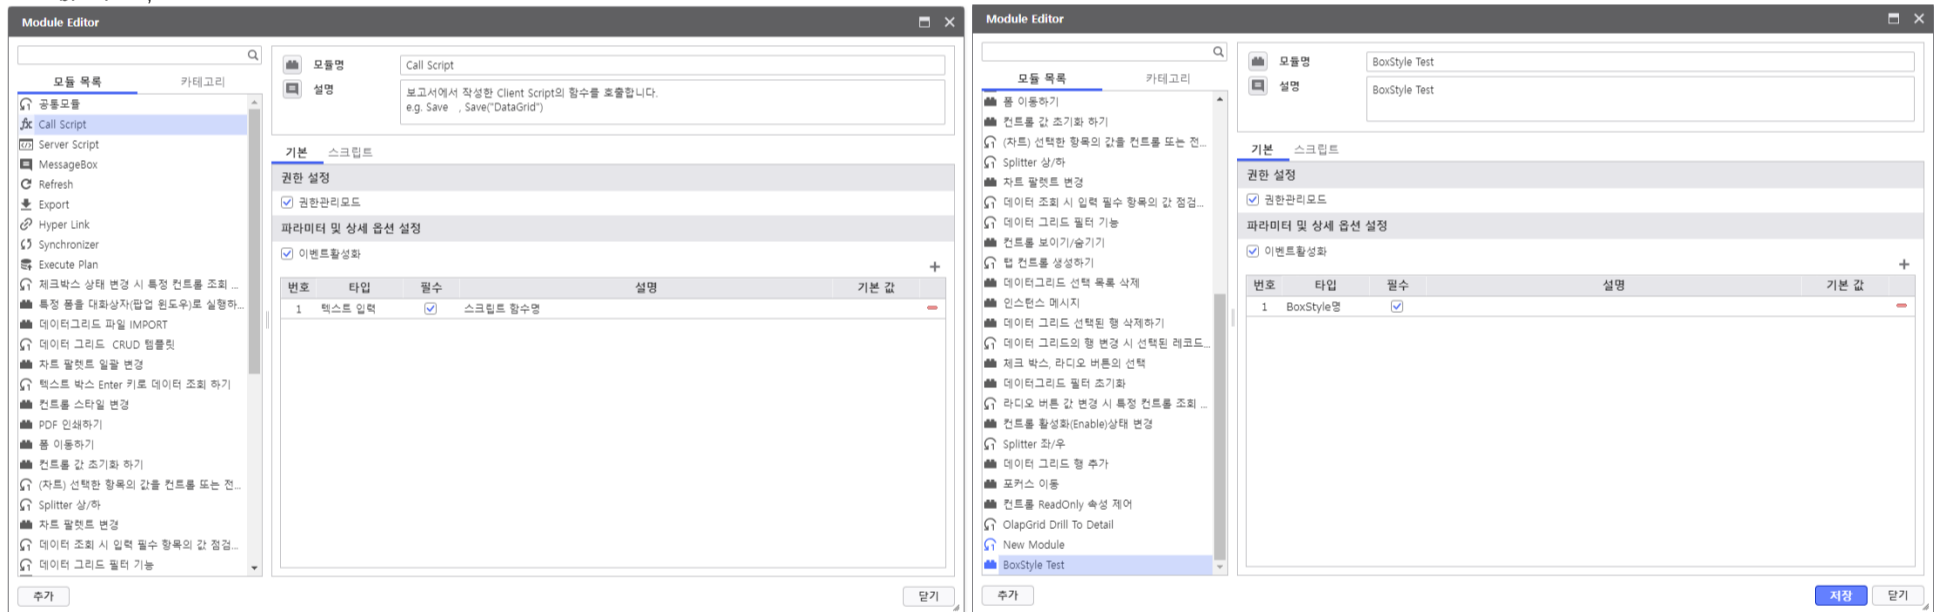 Module Editor
모듈 목록
카테고리
공통모듈
Call Script
Server Script
MessageBox
Refresh
Export
Hyper Link
Synchronizer
Execute Plan
체크박스 상태 변경 시 특정 컨트롤 조회 ...
특정 폼을 대화상자(팝업 윈도우)로 실행하...
데이터그리드 파일 IMPORT
데이터 그리드  CRUD 템플릿
차트 팔렛트 일괄 변경
텍스트 박스 Enter 키로 데이터 조회 하기
컨트롤 스타일 변경
PDF 인쇄하기
폼 이동하기
컨트롤 값 초기화 하기
(차트) 선택한 항목의 값을 컨트롤 또는 전...
Splitter 상/하
차트 팔렛트 변경
데이터 조회 시 입력 필수 항목의 값 점검...
데이터 그리드 필터 기능
추가
모듈명
Call Script
설명
보고서에서 작성한 Client Script의 함수를 호출합니다.
e.g. Save   , Save("DataGrid")
기본
스크립트
권한 설정
권한관리모드
파라미터 및 상세 옵션 설정
이벤트활성화
번호 타입 필수 설명 기본 값
1 텍스트 입력 스크립트 함수명
닫기
Module Editor
모듈 목록
카테고리
폼 이동하기
컨트롤 값 초기화 하기
(차트) 선택한 항목의 값을 컨트롤 또는 전...
Splitter 상/하
차트 팔렛트 변경
데이터 조회 시 입력 필수 항목의 값 점검...
데이터 그리드 필터 기능
컨트롤 보이기/숨기기
탭 컨트롤 생성하기
데이터그리드 선택 목록 삭제
인스턴스 메시지
데이터 그리드 선택된 행 삭제하기
데이터 그리드의 행 변경 시 선택된 레코드...
체크 박스, 라디오 버튼의 선택
데이터그리드 필터 초기화
라디오 버튼 값 변경 시 특정 컨트롤 조회 ...
컨트롤 활성화(Enable)상태 변경
Splitter 좌/우
데이터 그리드 행 추가
포커스 이동
컨트롤 ReadOnly 속성 제어
OlapGrid Drill To Detail
New Module
BoxStyle Test
추가
모듈명
BoxStyle Test
설명
BoxStyle Test
기본
스크립트
권한 설정
권한관리모드
파라미터 및 상세 옵션 설정
이벤트활성화
번호 타입 필수 설명 기본 값
1 BoxStyle명
저장
닫기